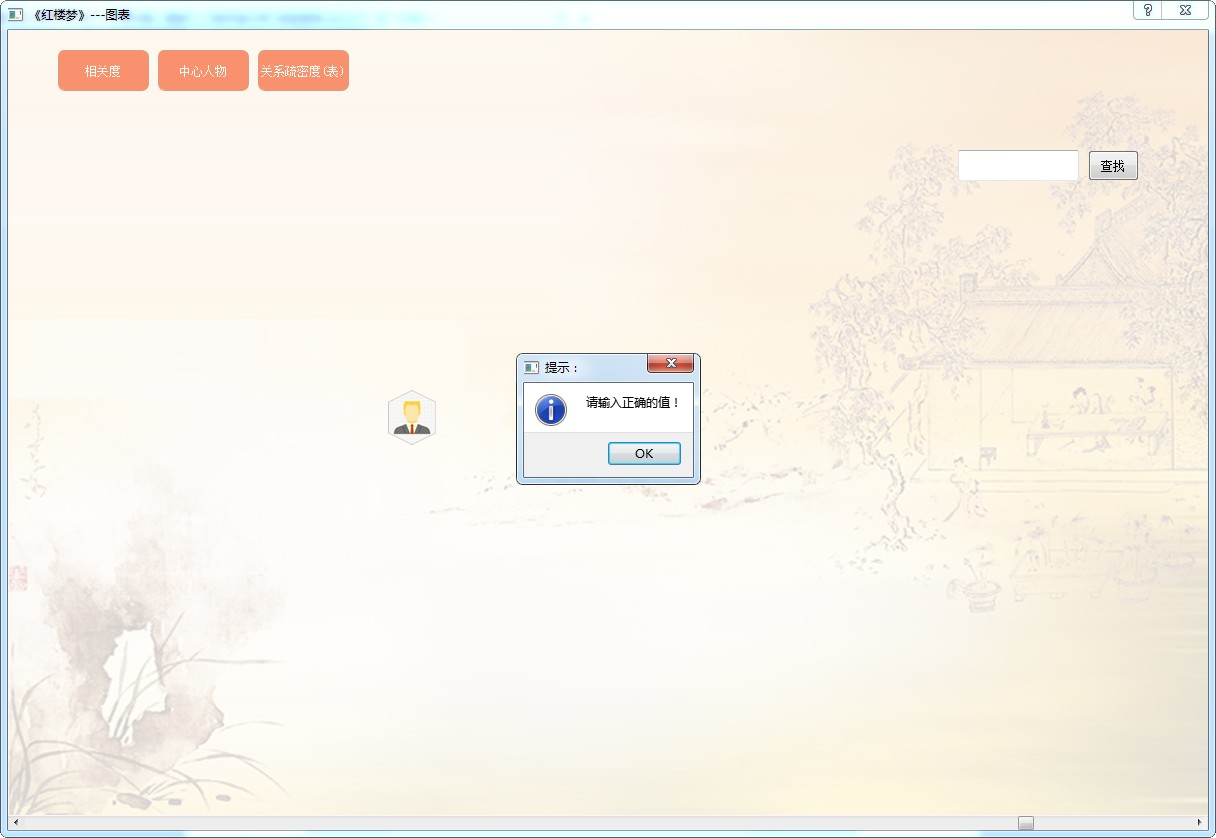 《红楼梦》---图表
相关度
中心人物
关系疏密度(表)
查找
提示：
请输入正确的值！
OK